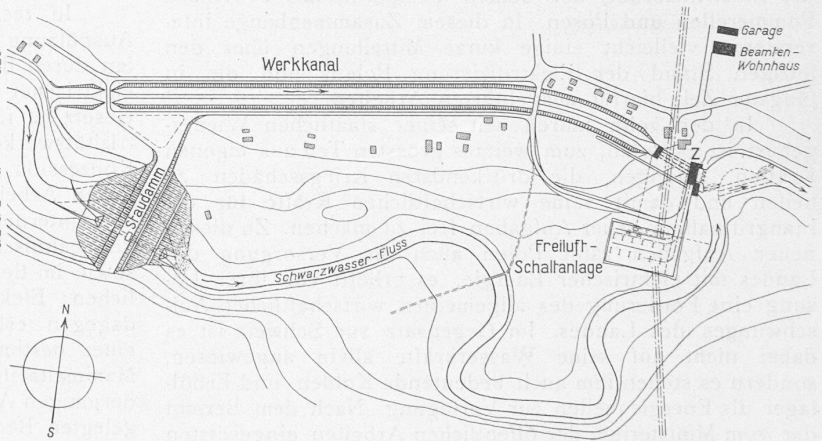 Garage
Beamten-
Wohnhaus
Werkkanal
Z
Staudamm
Freiluft-
Schaltanlage
Schwarzwasser-Fluss
N
S